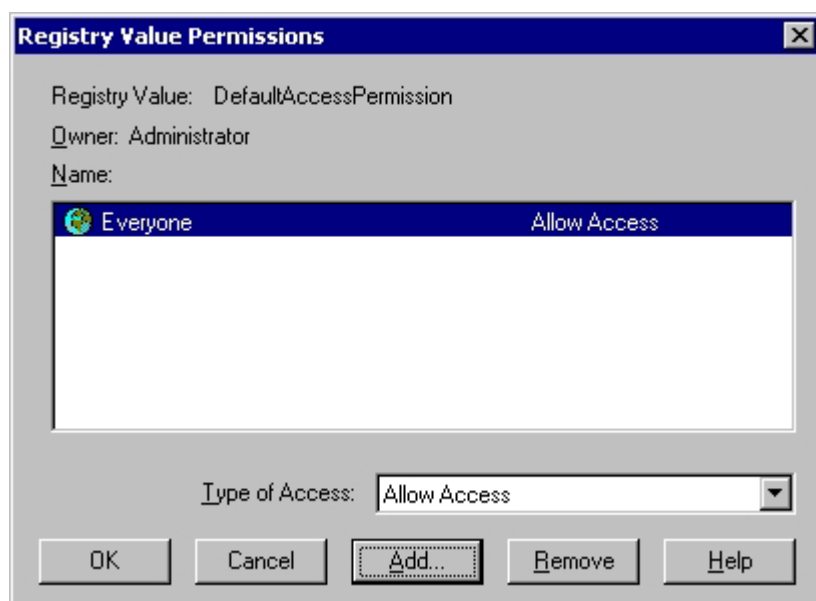 Registry Value Permissions
Registry Value: DefaultAccessPermission
Owner: Administrator
Name:
Everyone Allow Access
Type of Access: Allow Access
OK Cancel Add... Remove Help